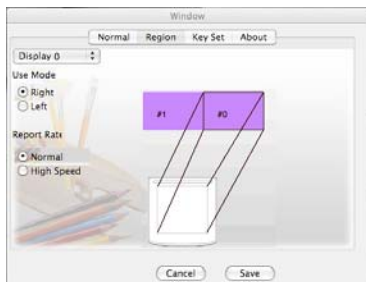 Window
Normal Region Key Set About
Display 0
Use Mode
Right
Left
#1 #0
Report Rate
Normal
High Speed
Cancel Save